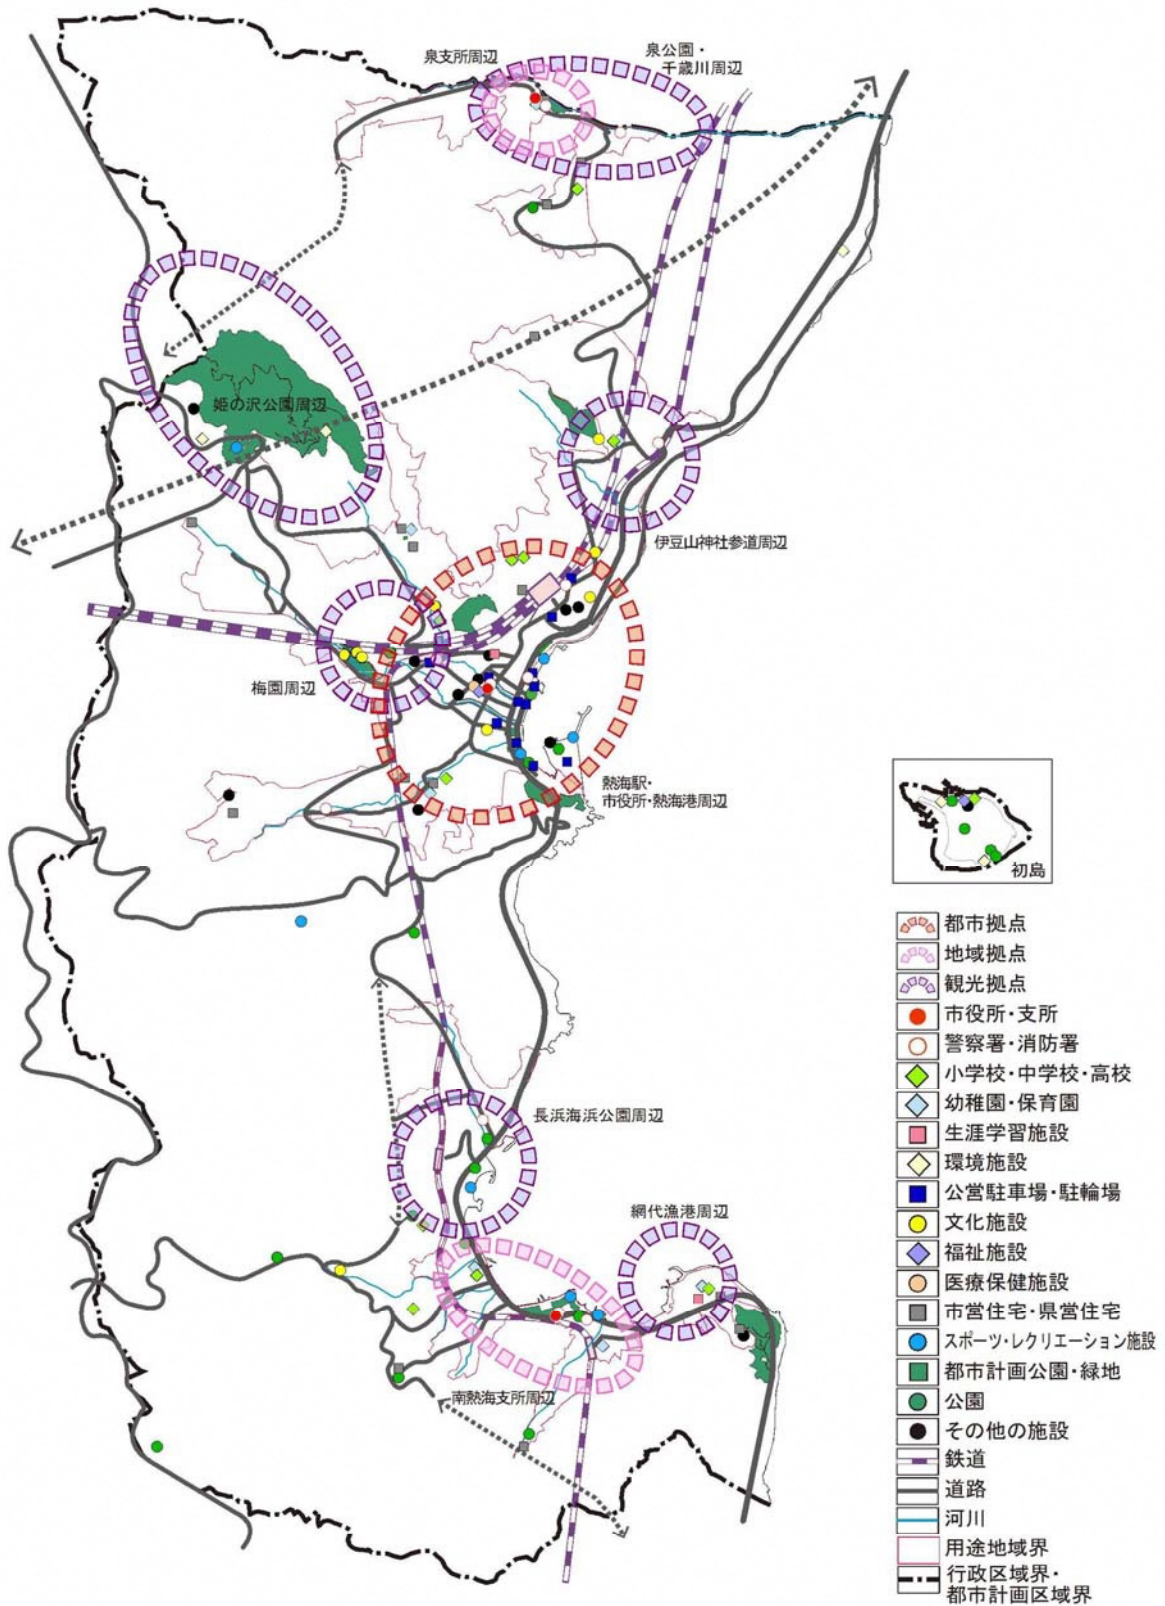 泉支所周辺
泉公園・
千歳川周辺
姫の沢公園周辺
伊豆山神社参道周辺
梅園周辺
熱海駅・
市役所・熱海港周辺
初島
長浜海浜公園周辺
網代漁港周辺
南熱海支所周辺
都市拠点
地域拠点
観光拠点
市役所・支所
警察署・消防署
小学校・中学校・高校
幼稚園・保育園
生涯学習施設
環境施設
公営駐車場・駐輪場
文化施設
福祉施設
医療保健施設
市営住宅・県営住宅
スポーツ・レクリエーション施設
都市計画公園・緑地
公園
その他の施設
鉄道
道路
河川
用途地域界
行政区域界・
都市計画区域界